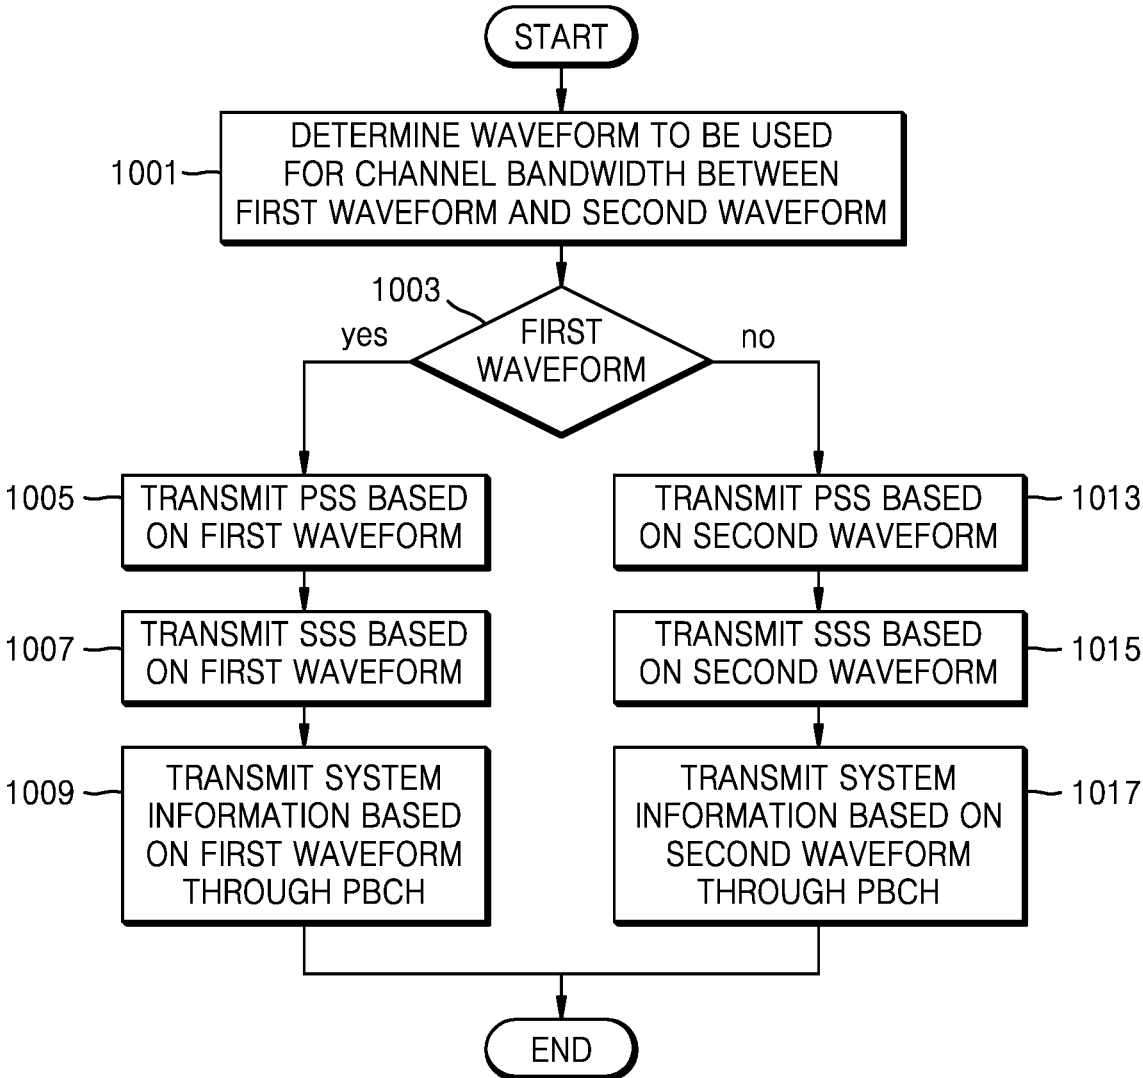 START
DETERMINE WAVEFORM TO BE USED
FOR CHANNEL BANDWIDTH BETWEEN
FIRST WAVEFORM AND SECOND WAVEFORM
1001
1003
FIRST
WAVEFORM
yes
no
1005
TRANSMIT PSS BASED
ON FIRST WAVEFORM
TRANSMIT PSS BASED
ON SECOND WAVEFORM
1013
1007
TRANSMIT SSS BASED
ON FIRST WAVEFORM
TRANSMIT SSS BASED
ON SECOND WAVEFORM
1015
1009
TRANSMIT SYSTEM
INFORMATION BASED
ON FIRST WAVEFORM
THROUGH PBCH
TRANSMIT SYSTEM
INFORMATION BASED ON
SECOND WAVEFORM
THROUGH PBCH
1017
END